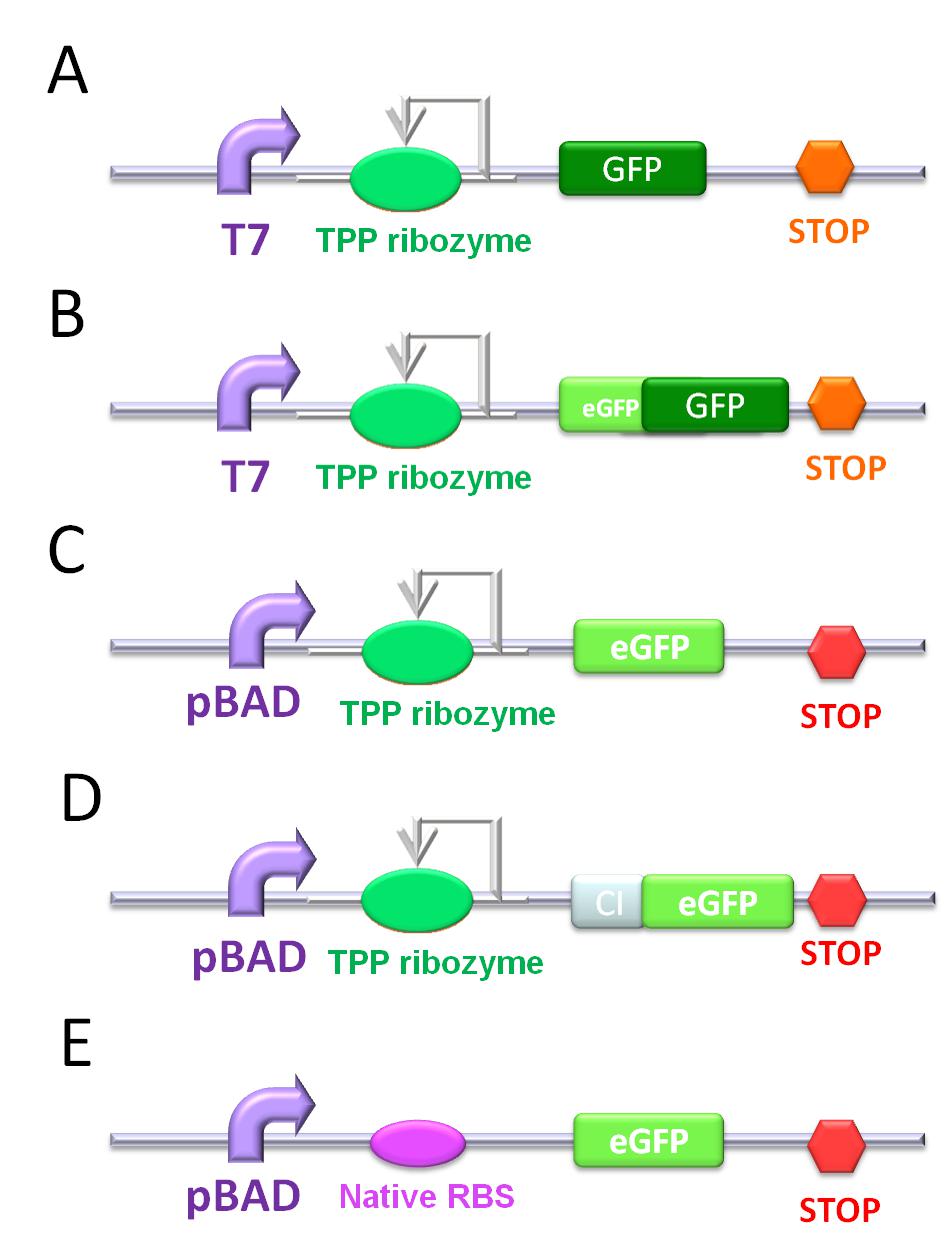 A
GFP
T7
TPP ribozyme
STOP
B
eGFP GFP
T7
TPP ribozyme
STOP
C
eGFP
pBAD
TPP ribozyme
STOP
D
CI eGFP
pBAD
TPP ribozyme
STOP
E
eGFP
pBAD
Native RBS
STOP